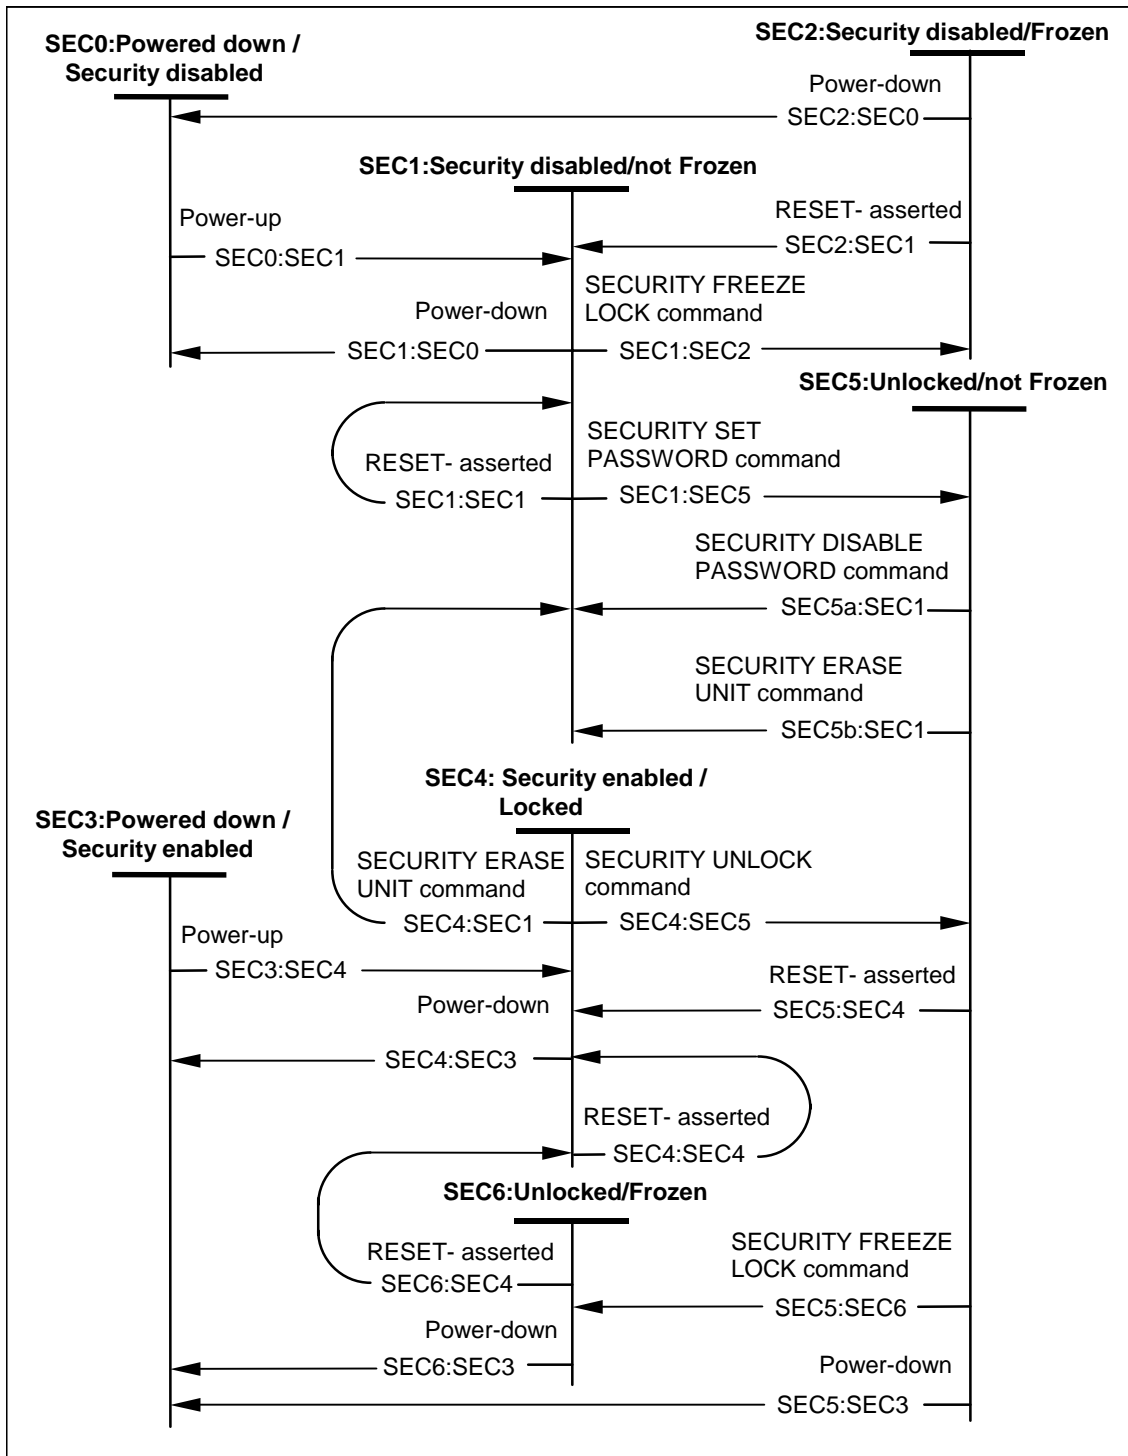 SEC0:Powered down /
Security disabled
SEC2:Security disabled/Frozen
Power-down
SEC2:SEC0
SEC1:Security disabled/not Frozen
Power-up
SEC0:SEC1
RESET- asserted
SEC2:SEC1
SECURITY FREEZE
LOCK command
Power-down
SEC1:SEC0
SEC1:SEC2
SEC5:Unlocked/not Frozen
SECURITY SET
PASSWORD command
RESET- asserted
SEC1:SEC1
SEC1:SEC5
SECURITY DISABLE
PASSWORD command
SEC5a:SEC1
SECURITY ERASE
UNIT command
SEC5b:SEC1
SEC4: Security enabled /
Locked
SEC3:Powered down /
Security enabled
SECURITY ERASE
UNIT command
SECURITY UNLOCK
command
SEC4:SEC1
SEC4:SEC5
Power-up
SEC3:SEC4
RESET- asserted
SEC5:SEC4
Power-down
SEC4:SEC3
RESET- asserted
SEC4:SEC4
SEC6:Unlocked/Frozen
RESET- asserted
SEC6:SEC4
SECURITY FREEZE
LOCK command
SEC5:SEC6
Power-down
SEC6:SEC3
Power-down
SEC5:SEC3